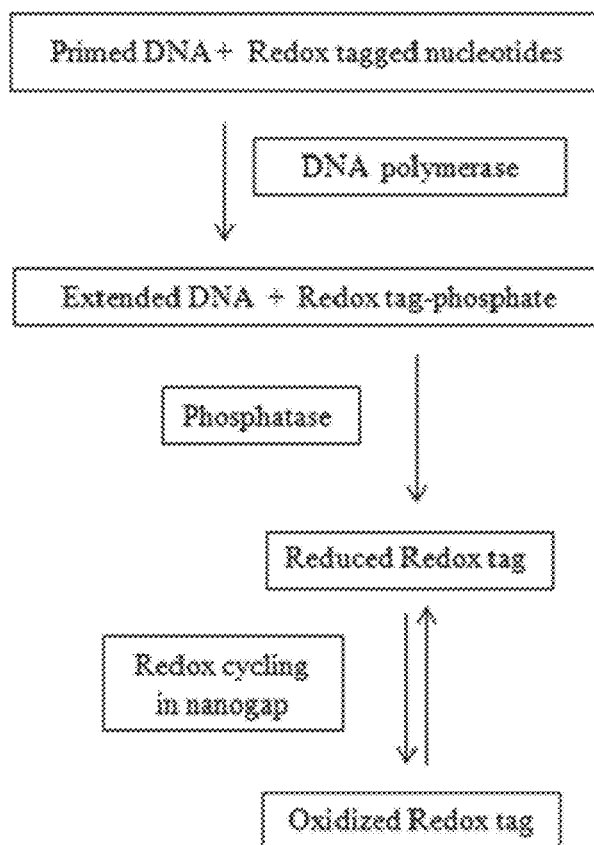 Primed DNA + Redox tagged nucleotides
DNA polymerase
Extended DNA + Redox tag-phosphate
Phosphatase
Reduced Redox tag
Redox cycling
in nanogap
Oxidized Redox tag